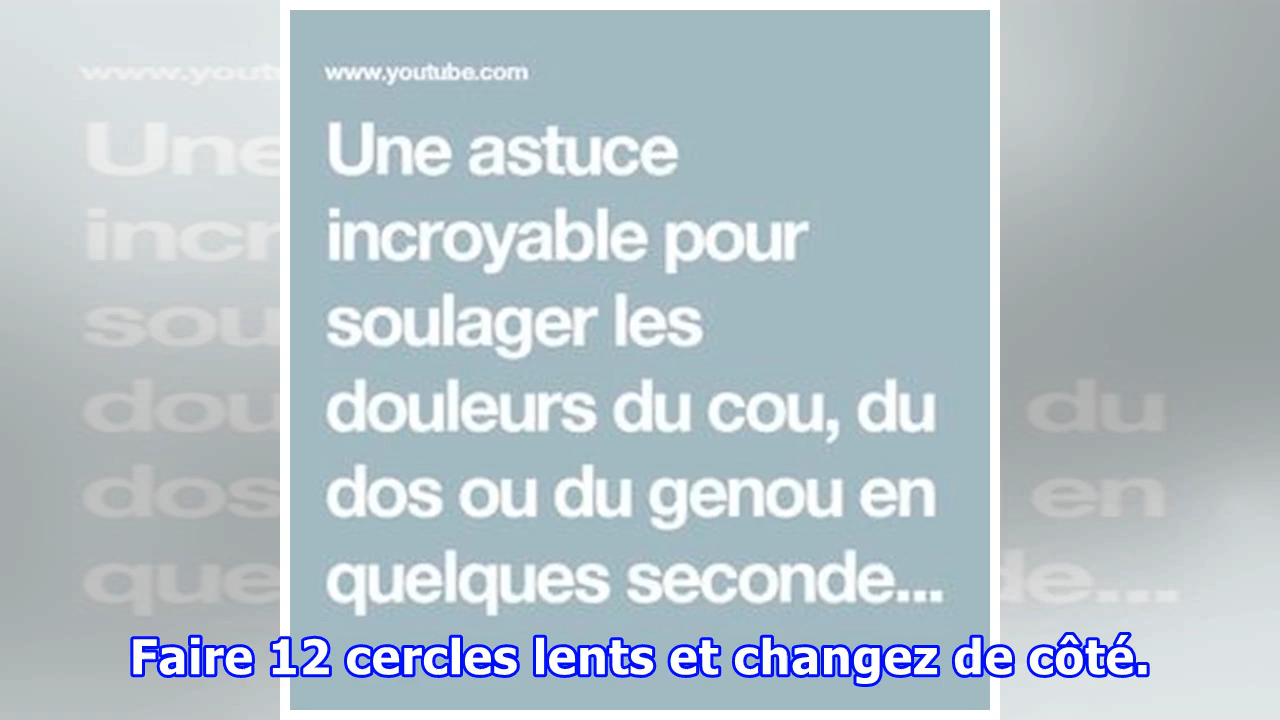 www.youtube.com
Une astuce
incroyable pour
soulager les
douleurs du cou, du
dos ou du genou en
quelques seconde...
Faire 12 cercles lents et changez de côté.